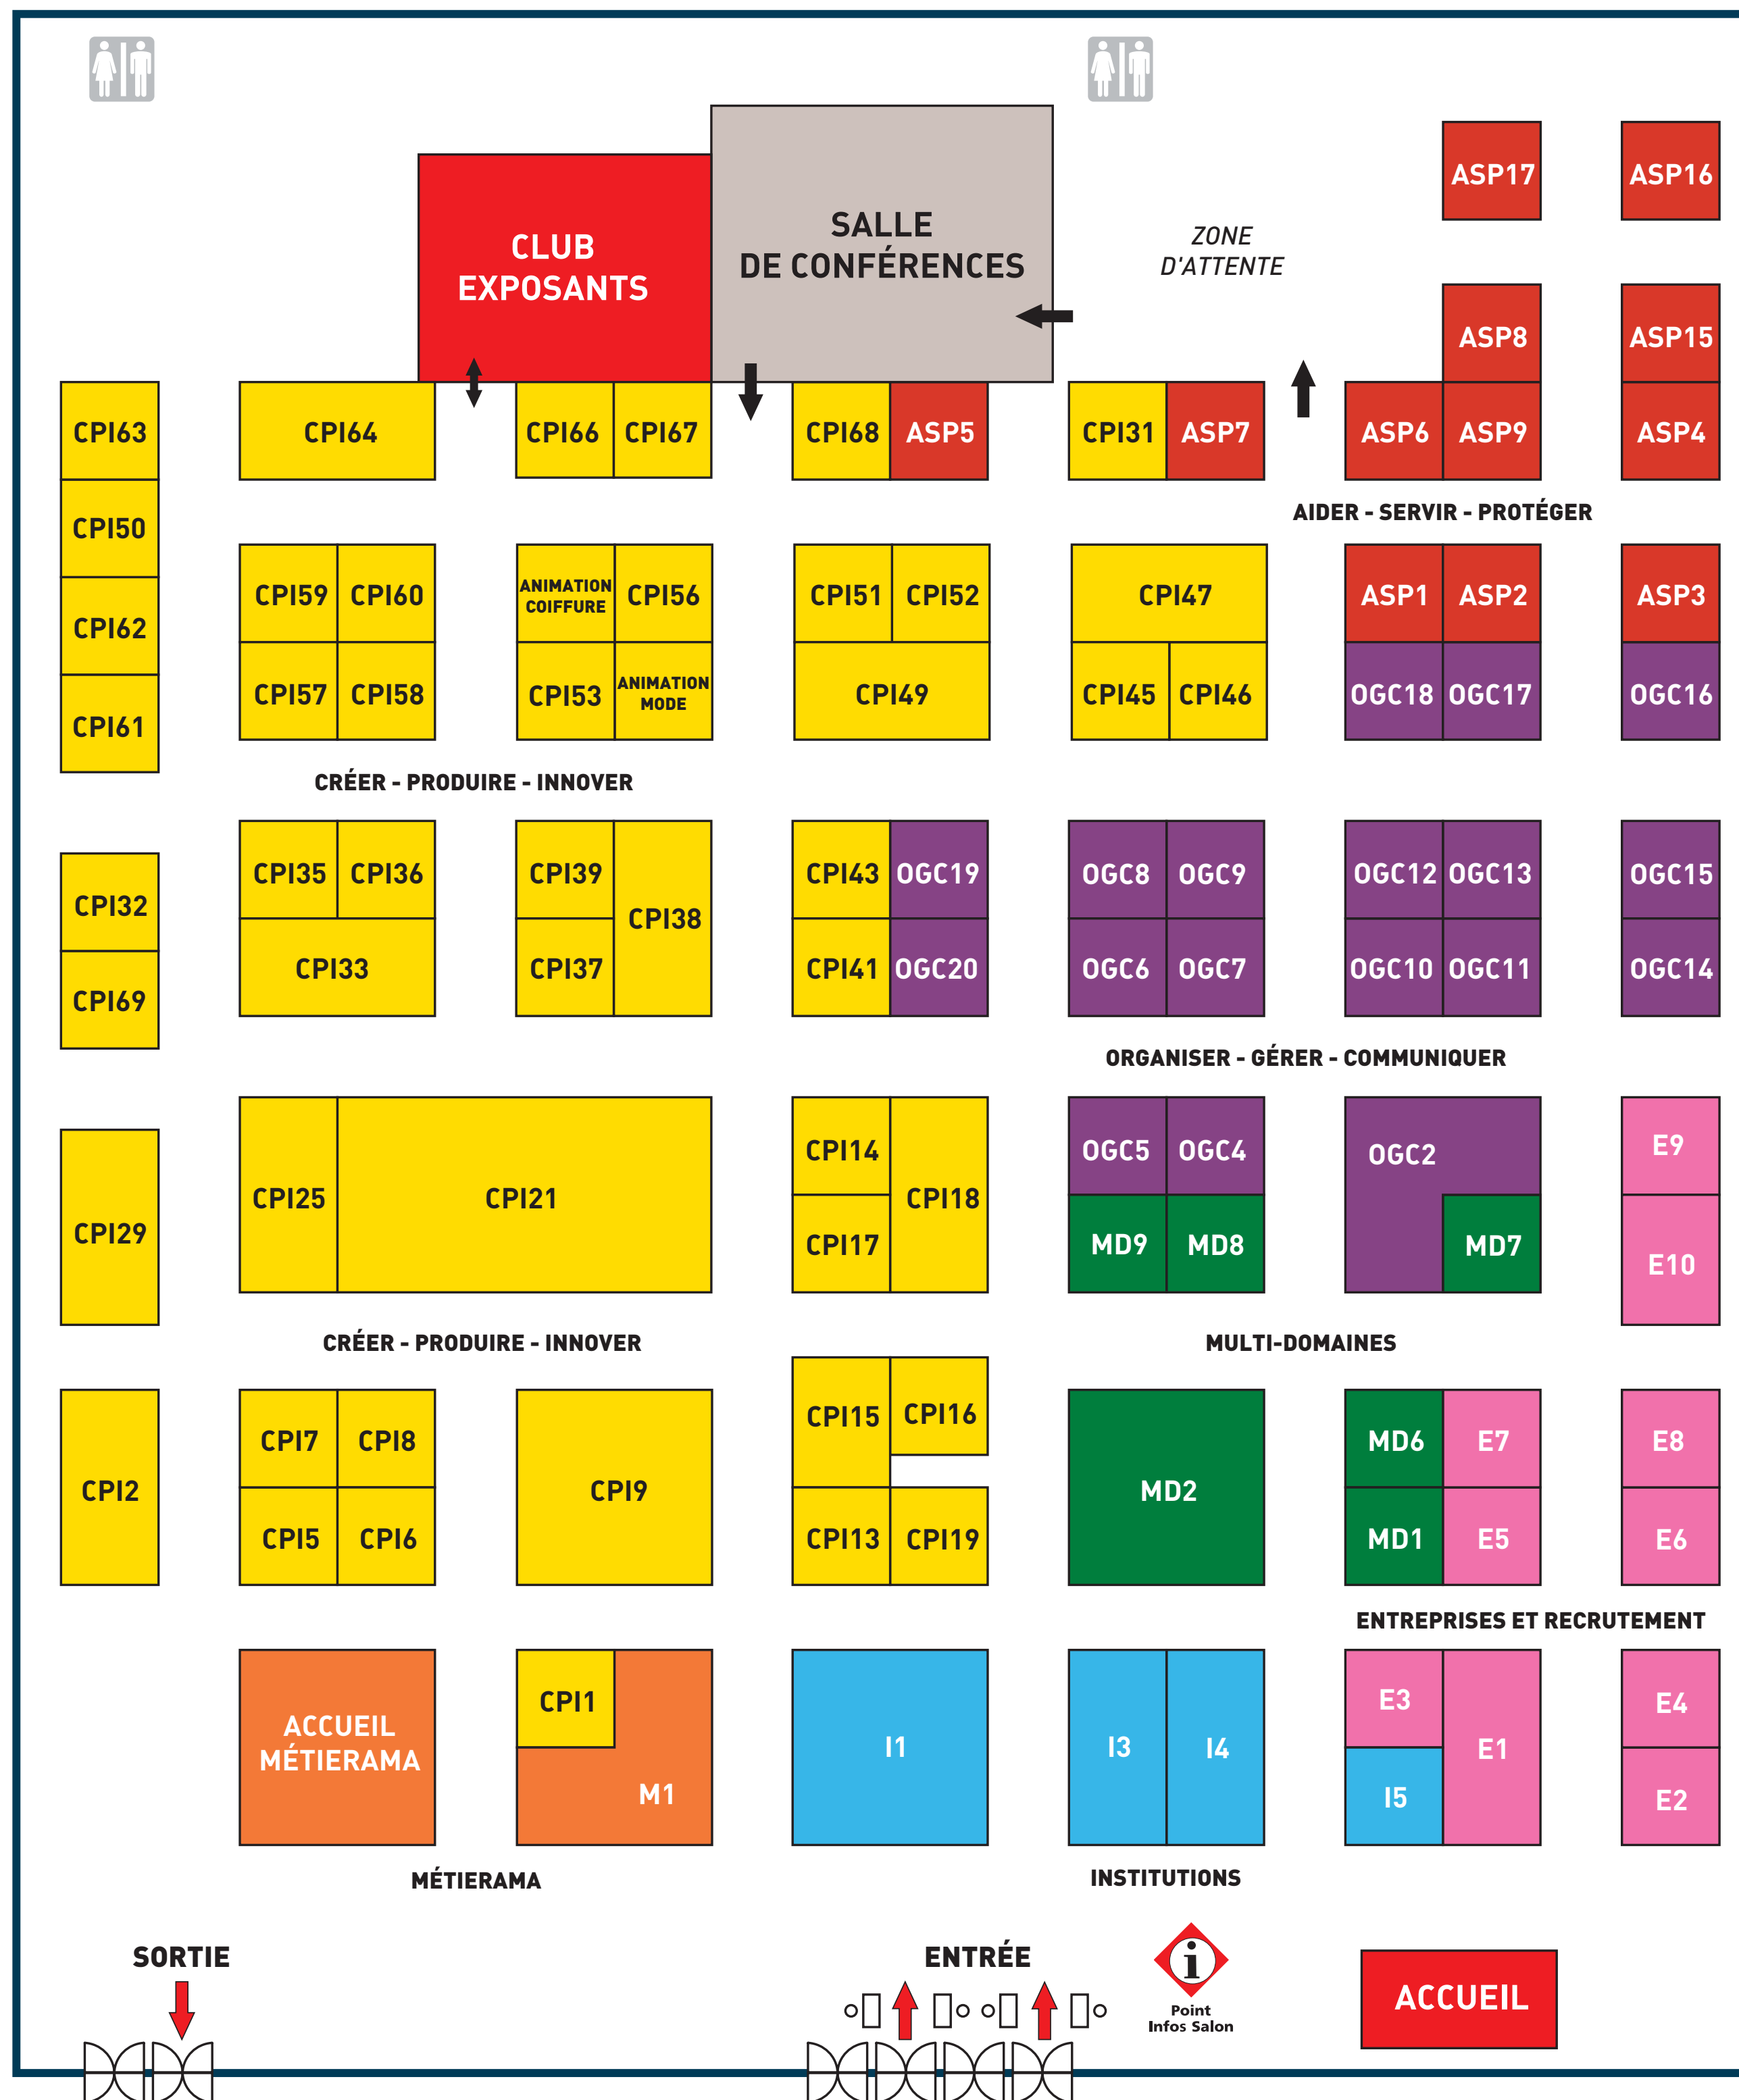 ASP17
ASP16
CLUB
EXPOSANTS
SALLE
DE CONFÉRENCES
ZONE
D'ATTENTE
ASP8
ASP15
CPI63
CPI64
CPI66
CPI67
CPI68
ASP5
CPI31
ASP7
ASP6
ASP9
ASP4
AIDER - SERVIR - PROTÉGER
CPI50
CPI59
CPI60
ANIMATION
COIFFURE
CPI56
CPI51
CPI52
CPI47
ASP1
ASP2
ASP3
CPI62
CPI57
CPI58
CPI53
ANIMATION
MODE
CPI49
CPI45
CPI46
OGC18
OGC17
OGC16
CPI61
CRÉER - PRODUIRE - INNOVER
CPI35
CPI36
CPI39
CPI38
CPI43
OGC19
OGC8
OGC9
OGC12
OGC13
OGC15
CPI32
CPI33
CPI37
CPI41
OGC20
OGC6
OGC7
OGC10
OGC11
OGC14
CPI69
ORGANISER - GÉRER - COMMUNIQUER
CPI29
CPI25
CPI21
CPI14
CPI18
CPI17
OGC5
OGC4
MD9
MD8
OGC2
MD7
E9
E10
CRÉER - PRODUIRE - INNOVER
MULTI-DOMAINES
CPI2
CPI7
CPI8
CPI5
CPI6
CPI9
CPI15
CPI16
CPI13
CPI19
MD2
MD6
E7
MD1
E5
E8
E6
ENTREPRISES ET RECRUTEMENT
ACCUEIL
MÉTIERAMA
CPI1
M1
I1
I3
I4
E3
E1
I5
E4
E2
MÉTIERAMA
INSTITUTIONS
SORTIE
ENTRÉE
i
Point
Infos Salon
ACCUEIL